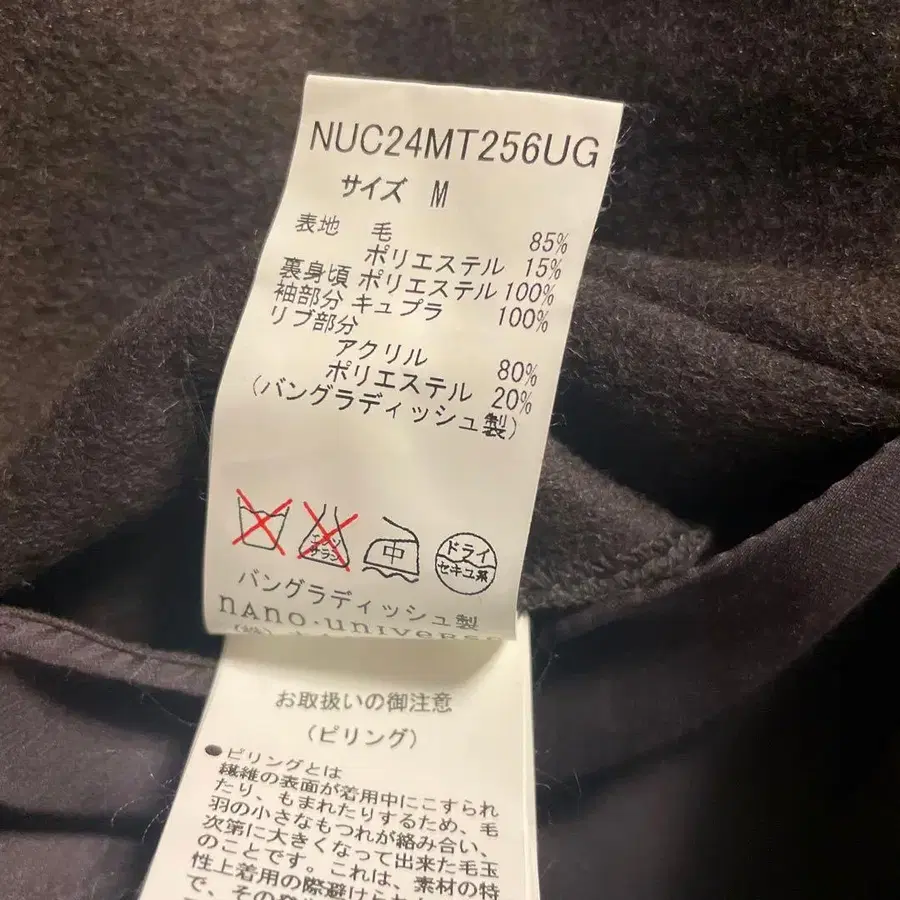 NUC24MT256UG
サイズ M
表地 毛 85%
ポリエステル 15%
裏身頃 ポリエステル 100%
袖部分 キュプラ 100%
リブ部分
アクリル 80%
ポリエステル 20%
(バングラディッシュ製)
エンソ
サラシ
中
ドライ
セキユ系
バングラディッシュ製
nAno・univeRse
お取扱いの御注意
(ピリング)
●ピリングとは
繊維の表面が着用中にこすられ
たり、もまれたりするため、毛
羽の小さなもつれが絡み合い、
次第に大きくなって出来た毛玉
のことです。これは、素材の特
性上着用の際避けられ
で、その